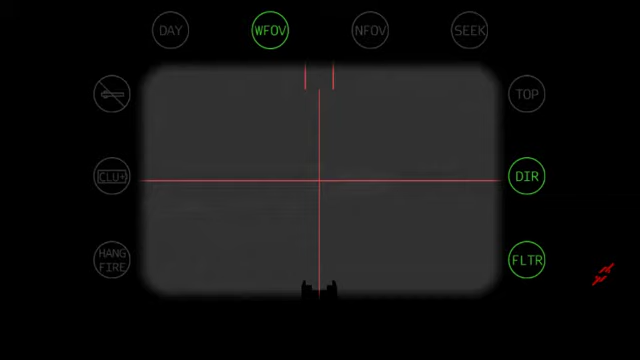 DAY
WFOV
NFOV
SEEK
TOP
CLU+
DIR
HANG
FIRE
FLTR